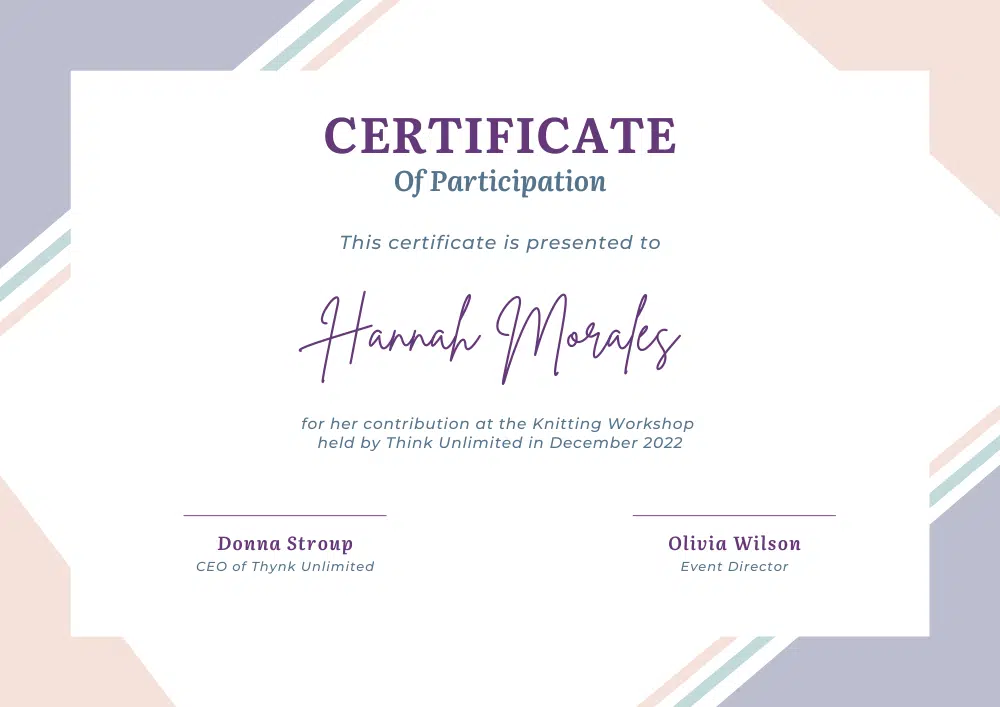 CERTIFICATE
Of Participation
This certificate is presented to
Hannah Morales
for her contribution at the Knitting Workshop
held by Think Unlimited in December 2022
Donna Stroup
CEO of Thynk Unlimited
Olivia Wilson
Event Director